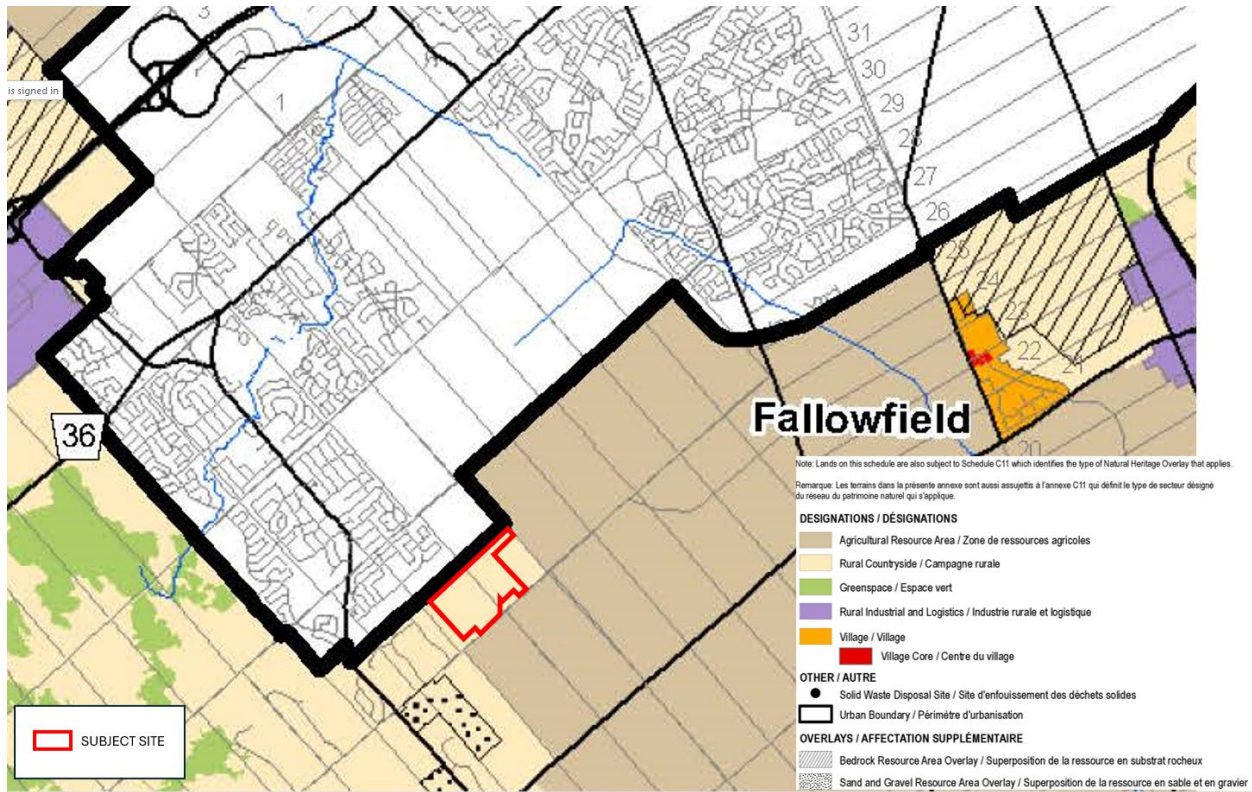 3
is signed in
1
31
30
29
28
27
26
25
24
23
22
21
20
36
Fallowfield
Note: Lands on this schedule are also subject to Schedule C11 which identifies the type of Natural Heritage Overlay that applies.
Remarque: Les terrains dans la présente annexe sont aussi assujettis à l'annexe C11 qui définit le type de secteur désigné
du réseau du patrimoine naturel qui s'applique.
DESIGNATIONS / DÉSIGNATIONS
Agricultural Resource Area / Zone de ressources agricoles
Rural Countryside / Campagne rurale
Greenspace / Espace vert
Rural Industrial and Logistics / Industrie rurale et logistique
Village / Village
Village Core / Centre du village
OTHER / AUTRE
Solid Waste Disposal Site / Site d'enfouissement des déchets solides
Urban Boundary / Périmètre d'urbanisation
OVERLAYS / AFFECTATION SUPPLÉMENTAIRE
Bedrock Resource Area Overlay / Superposition de la ressource en substrat rocheux
Sand and Gravel Resource Area Overlay / Superposition de la ressource en sable et en gravier
SUBJECT SITE